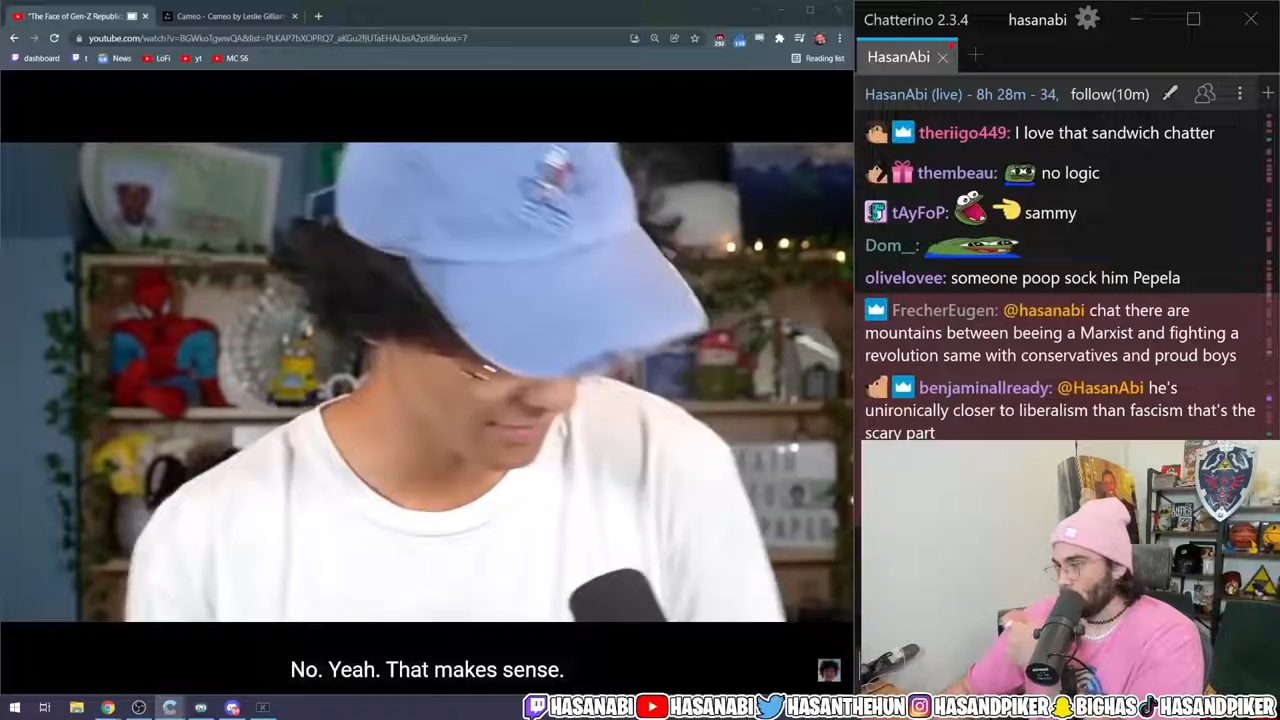 "The Face of Gen-Z Republic
Cameo - Cameo by Leslie Gillian
youtube.com/watch?v=BGWkoTgwwQA&list=PLKAP7bXOPRQ7_aKGu2fjUTaEHALbsA2pt&index=7
dashboard
t
News
LoFi
yt
MC S6
Reading list
No. Yeah. That makes sense.
Chatterino 2.3.4
hasanabi
HasanAbi
HasanAbi (live) - 8h 28m - 34,
follow(10m)
theriigo449: I love that sandwich chatter
thembeau: no logic
tAyFoP: sammy
Dom__:
olivelovee: someone poop sock him Pepela
FrecherEugen: @hasanabi chat there are
mountains between beeing a Marxist and fighting a
revolution same with conservatives and proud boys
benjaminallready: @HasanAbi he's
unironically closer to liberalism than fascism that's the
scary part
HASANABI
HASANABI
HASANTHEHUN
HASANDPIKER
BIGHAS
HASANDPIKER